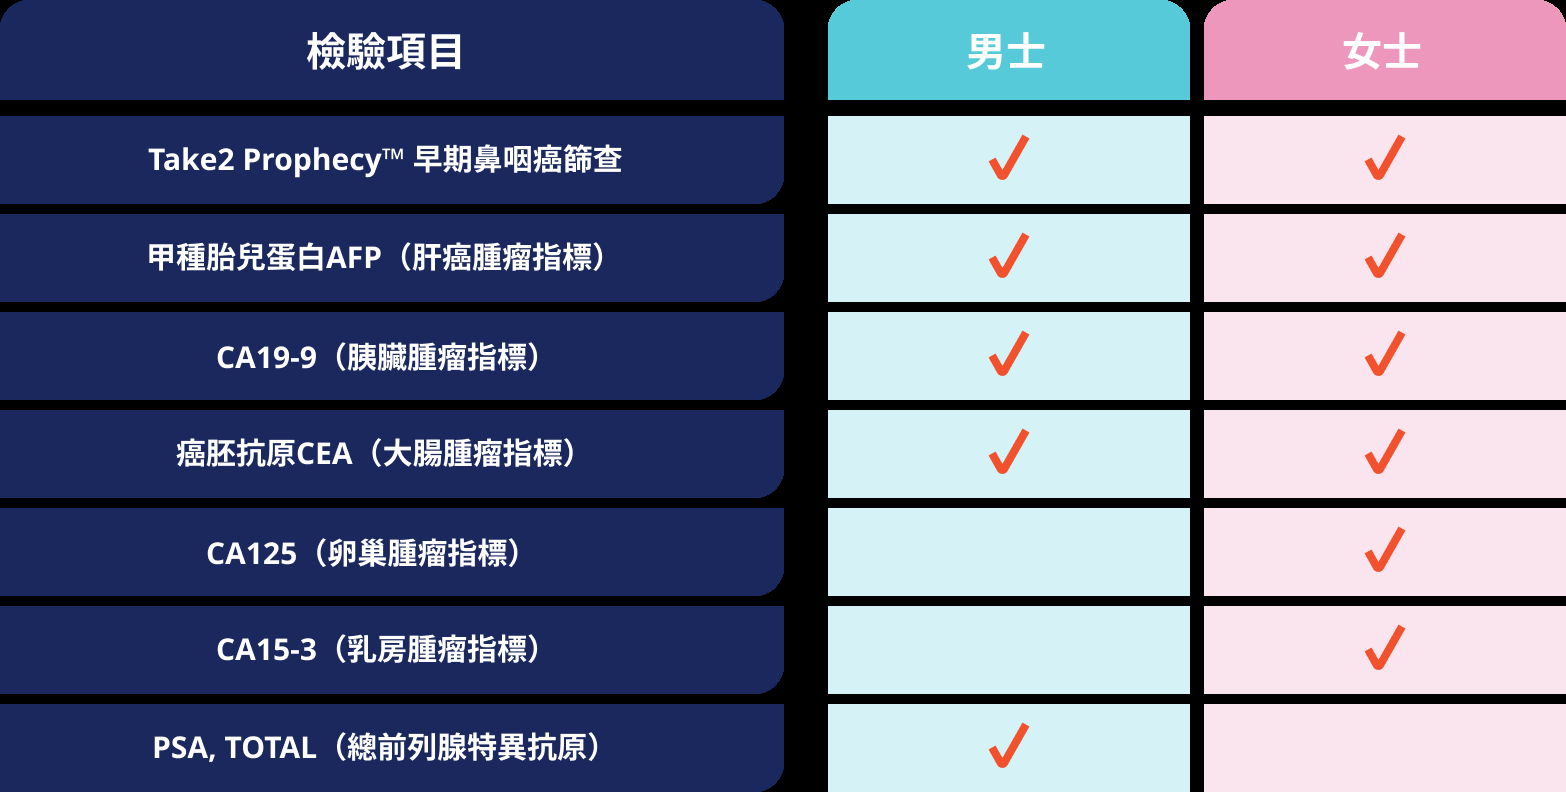 檢驗項目 男士 女士
Take2 Prophecy™ 早期鼻咽癌篩查 ✓ ✓
甲種胎兒蛋白AFP（肝癌腫瘤指標） ✓ ✓
CA19-9（胰臟腫瘤指標） ✓ ✓
癌胚抗原CEA（大腸腫瘤指標） ✓ ✓
CA125（卵巢腫瘤指標） ✓
CA15-3（乳房腫瘤指標） ✓
PSA, TOTAL（總前列腺特異抗原） ✓